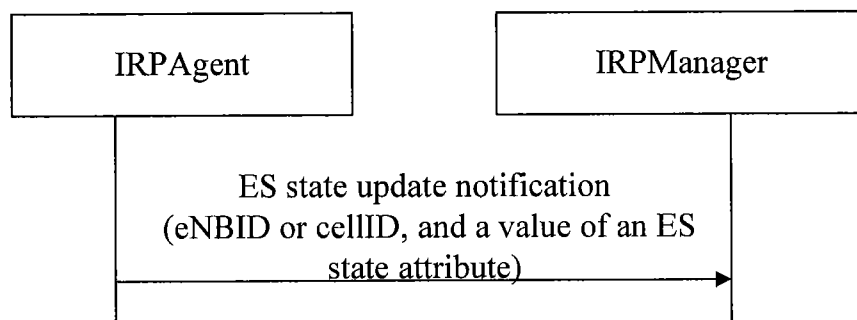 IRPAgent
IRPManager
ES state update notification
(eNBID or cellID, and a value of an ES
state attribute)